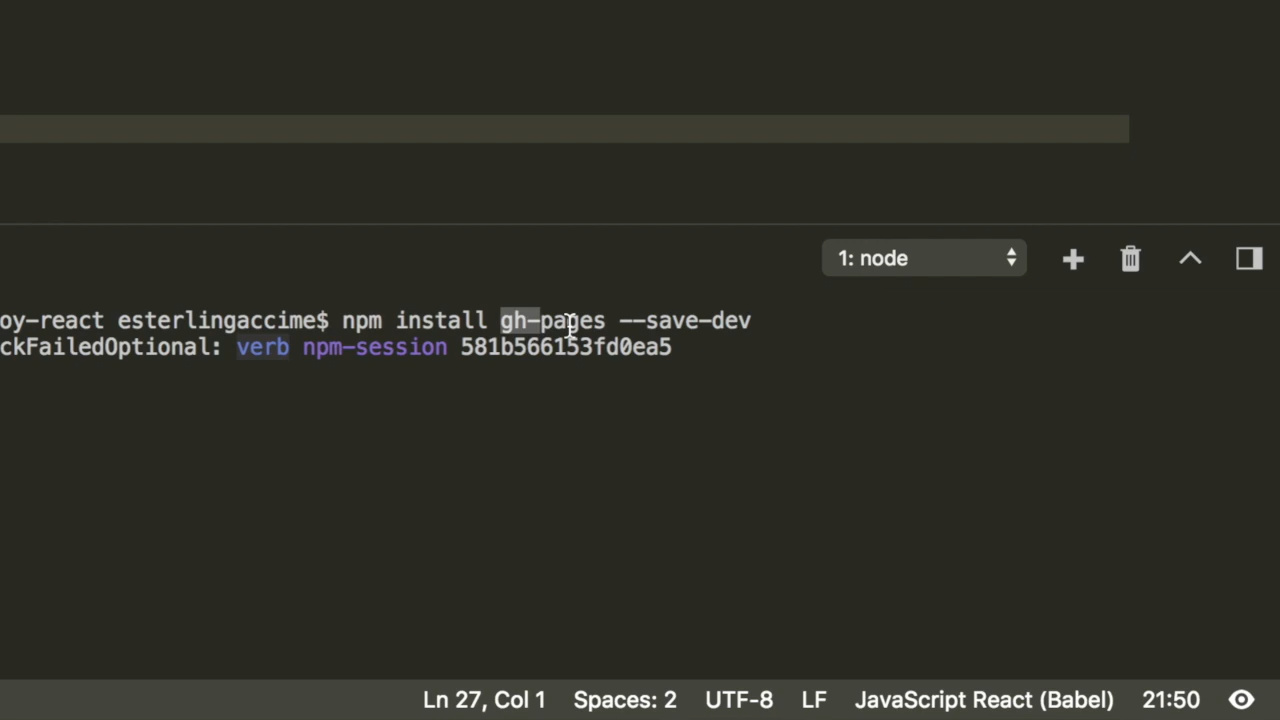 1: node
oy-react esterlingaccime$ npm install gh-pages --save-dev
ckFailedOptional: verb npm-session 581b566153fd0ea5
Ln 27, Col 1 Spaces: 2 UTF-8 LF JavaScript React (Babel) 21:50